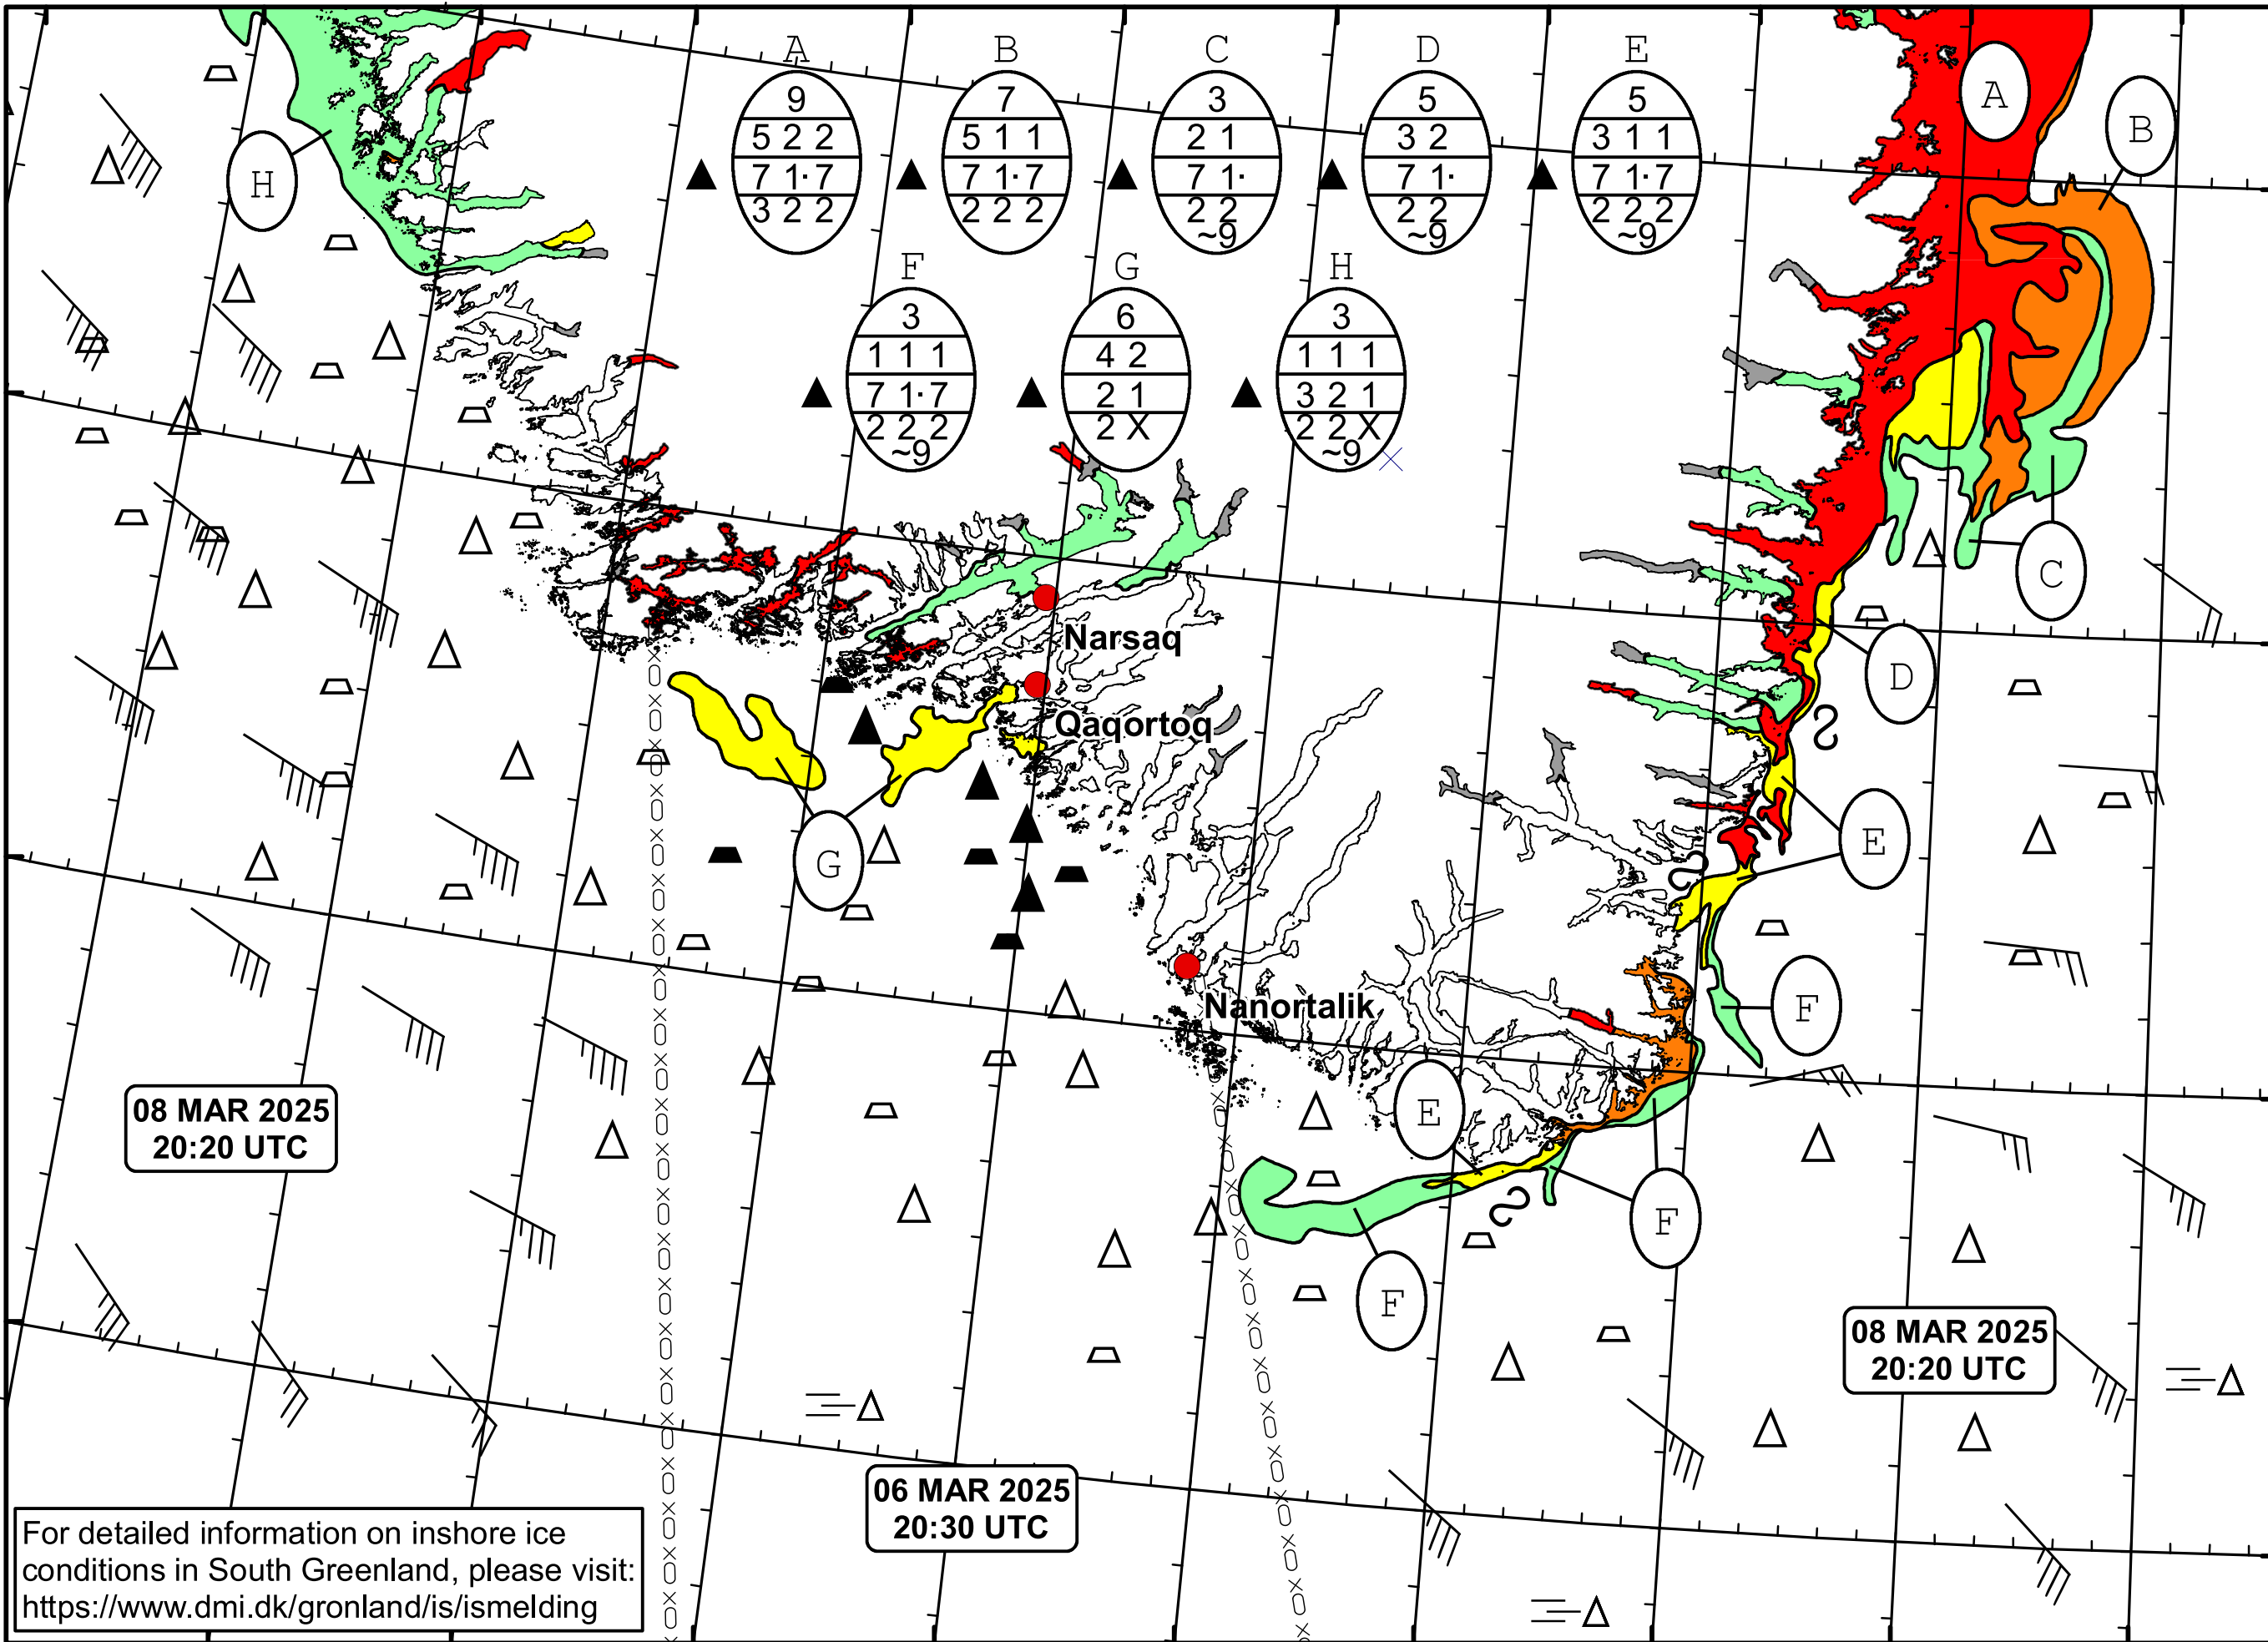 A B C D E
9
5 2 2
7 1· 7
3 2 2
7
5 1 1
7 1· 7
2 2 2
3
2 1
7 1·
2 2
~9
5
3 2
7 1·
2 2
~9
5
3 1 1
7 1· 7
2 2 2
~9
F G H
3
1 1 1
7 1· 7
2 2 2
~9
6
4 2
2 1
2 X
3
1 1 1
3 2 1
2 2 X
~9
A
B
H
C
Narsaq
D
Qaqortoq
E
G
Nanortalik
F
E
F
F
08 MAR 2025
20:20 UTC
08 MAR 2025
20:20 UTC
06 MAR 2025
20:30 UTC
For detailed information on inshore ice
conditions in South Greenland, please visit:
https://www.dmi.dk/gronland/is/ismelding